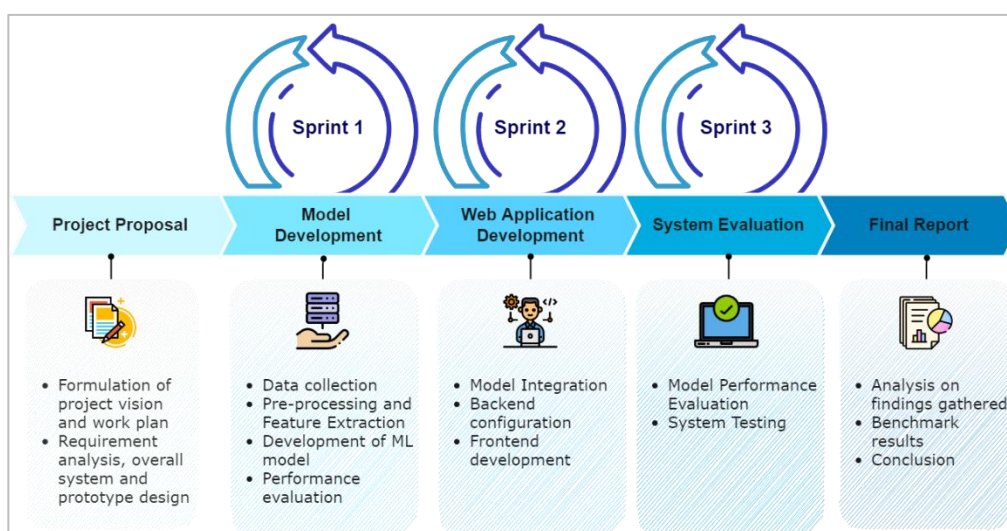 Sprint 1
Sprint 2
Sprint 3
Project Proposal
Model
Development
Web Application
Development
System Evaluation
Final Report
</>
• Formulation of
project vision
and work plan
• Requirement
analysis, overall
system and
prototype design
• Data collection
• Pre-processing and
Feature Extraction
• Development of ML
model
• Performance
evaluation
• Model Integration
• Backend
configuration
• Frontend
development
• Model Performance
Evaluation
• System Testing
• Analysis on
findings gathered
• Benchmark
results
• Conclusion